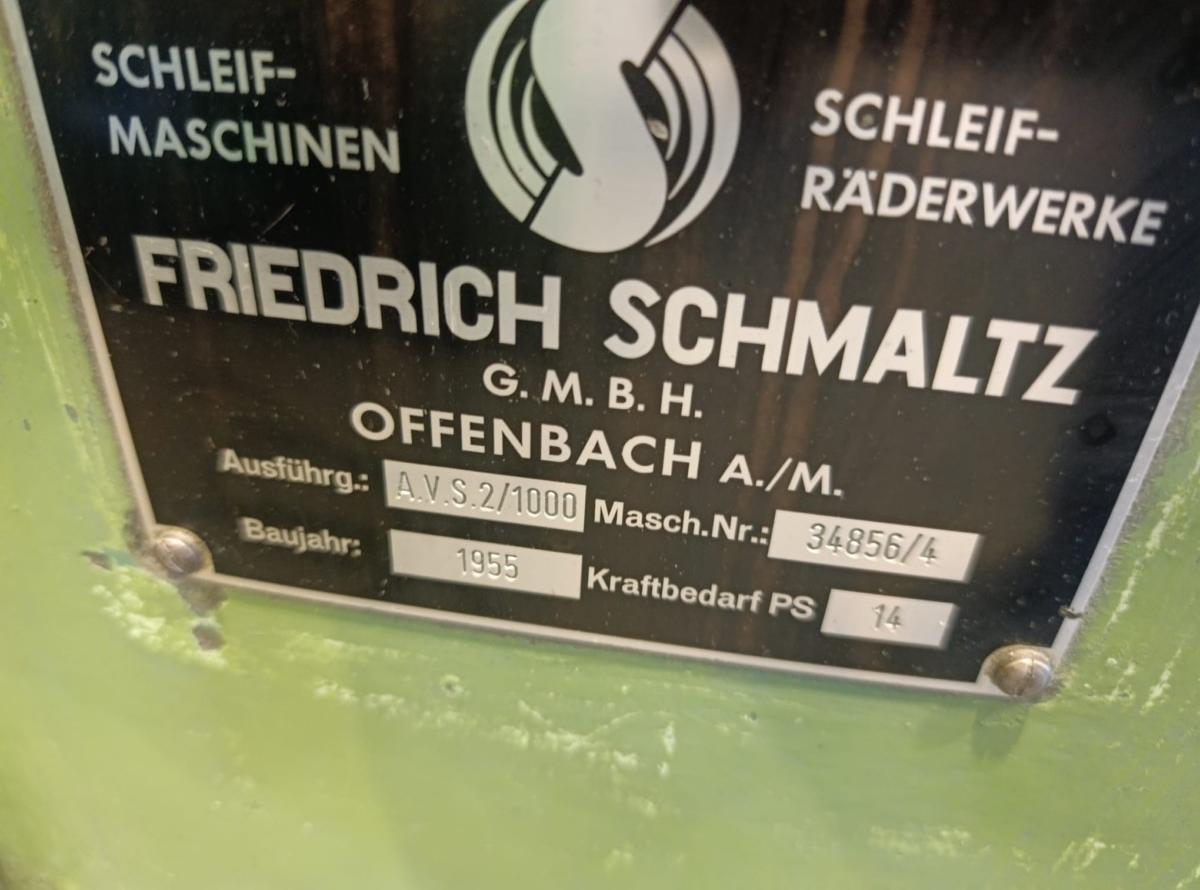 SCHLEIF-
MASCHINEN
SCHLEIF-
RÄDERWERKE
FRIEDRICH SCHMALTZ
G. M. B. H.
OFFENBACH A./M.
Ausführg.: A.V.S.2/1000 Masch.Nr.: 34856/4
Baujahr: 1955 Kraftbedarf PS 14